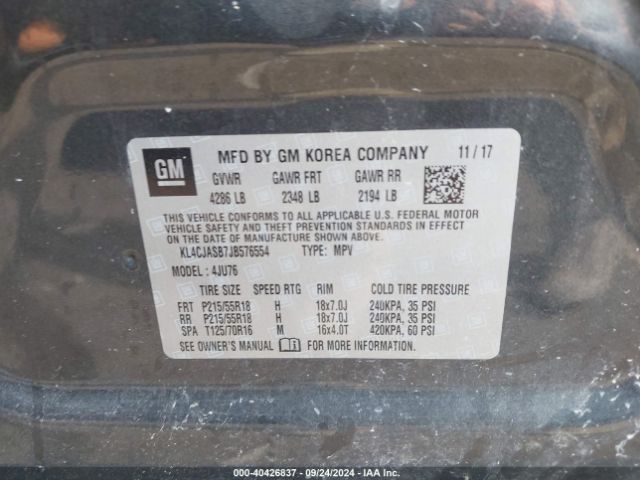 GM
MFD BY GM KOREA COMPANY 11 / 17
GVWR GAWR FRT GAWR RR
4286 LB 2348 LB 2194 LB
THIS VEHICLE CONFORMS TO ALL APPLICABLE U.S. FEDERAL MOTOR
VEHICLE SAFETY AND THEFT PREVENTION STANDARDS IN EFFECT
ON THE DATE OF MANUFACTURE SHOWN ABOVE.
KL4CJASB7JB576554 TYPE: MPV
MODEL : 4JU76
TIRE SIZE SPEED RTG RIM COLD TIRE PRESSURE
FRT P215/55R18 H 18x7.0J 240KPA, 35 PSI
RR P215/55R18 H 18x7.0J 240KPA, 35 PSI
SPA T125/70R16 M 16x4.0T 420KPA, 60 PSI
SEE OWNER'S MANUAL FOR MORE INFORMATION.
000-40426837 - 09/24/2024 - IAA Inc.